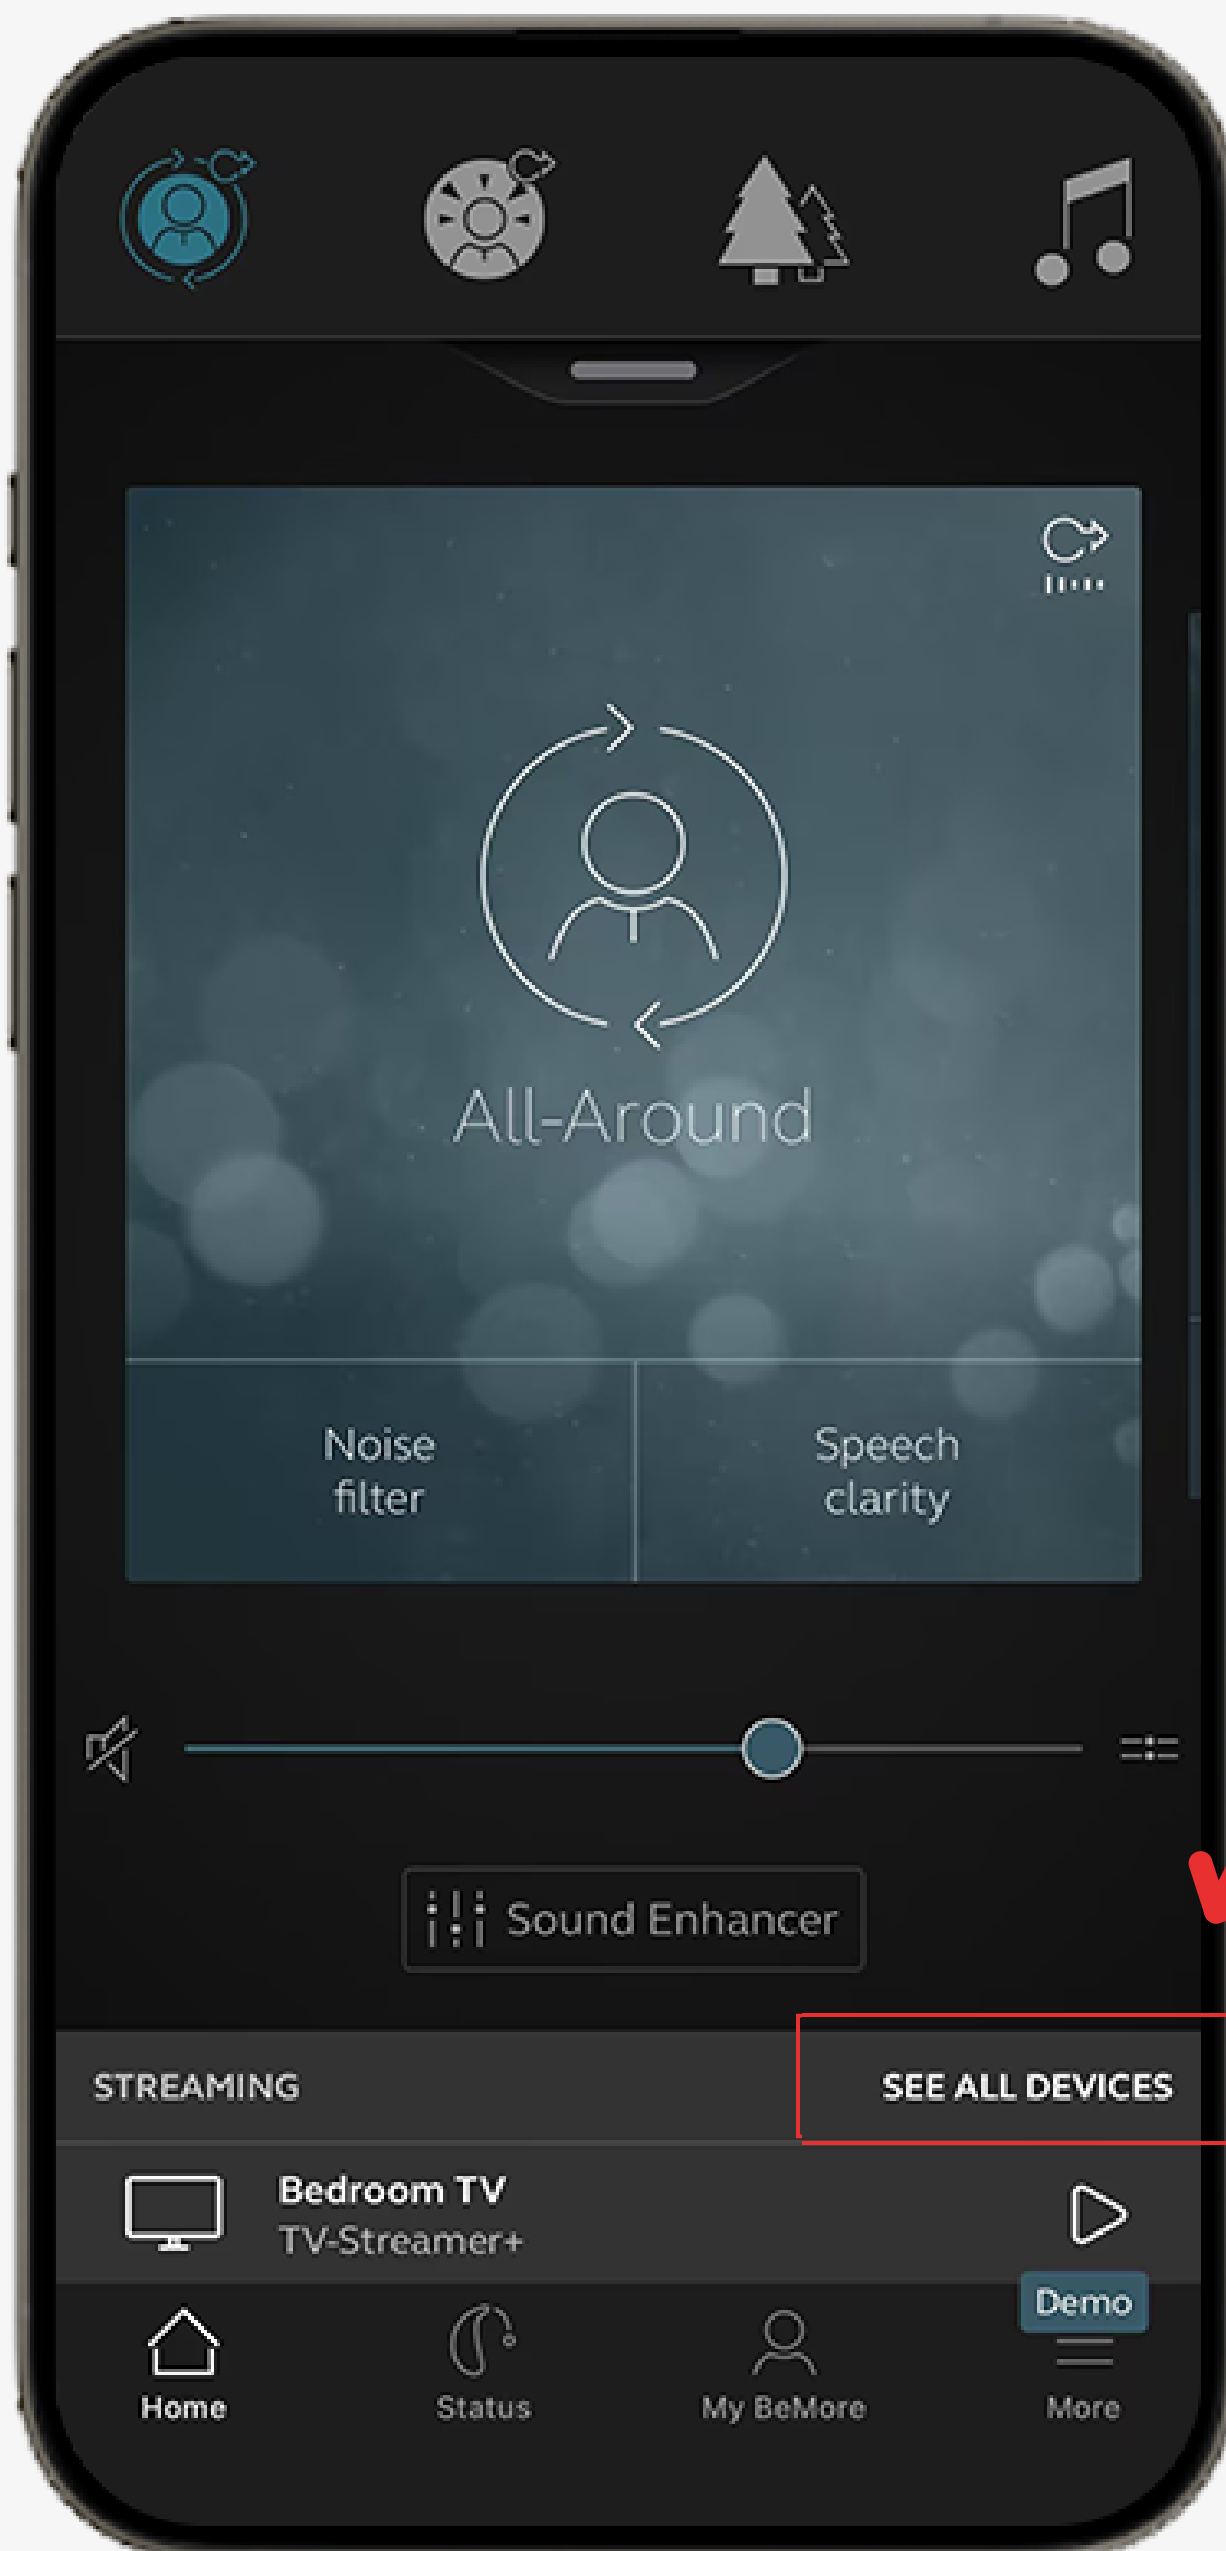 All-Around
Noise
filter
Speech
clarity
Sound Enhancer
STREAMING
SEE ALL DEVICES
Bedroom TV
TV-Streamer+
Demo
Home
Status
My BeMore
More